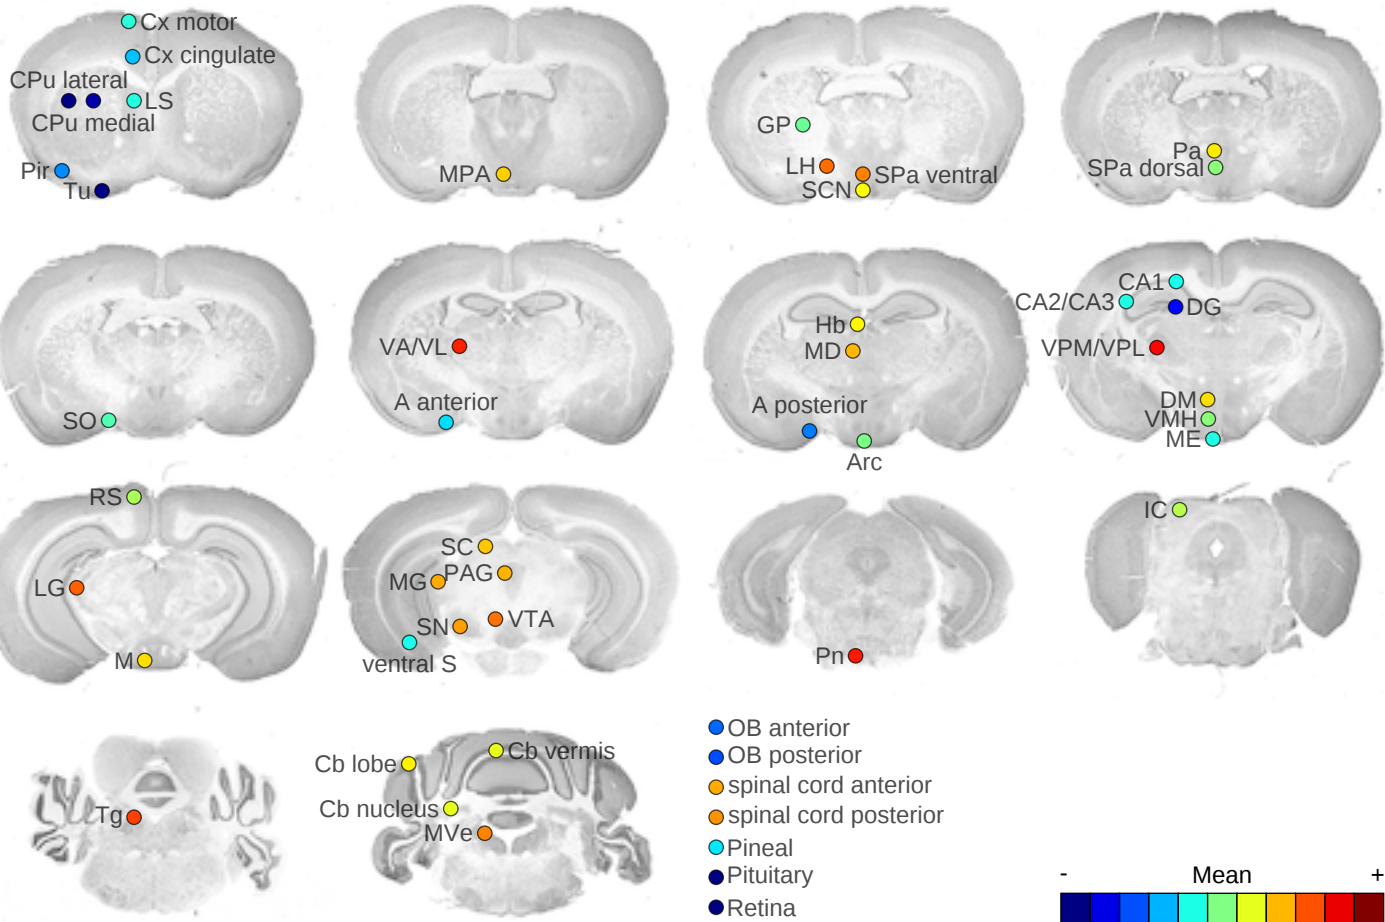 Cx motor
Cx cingulate
CPu lateral
LS
CPu medial
Pir
Tu
MPA
GP
LH
SPa ventral
SCN
Pa
SPa dorsal
SO
VA/VL
A anterior
Hb
MD
A posterior
Arc
CA1
CA2/CA3
DG
VPM/VPL
DM
VMH
ME
RS
LG
M
SC
PAG
MG
SN
VTA
ventral S
Pn
IC
Tg
Cb lobe
Cb vermis
Cb nucleus
MVe
OB anterior
OB posterior
spinal cord anterior
spinal cord posterior
Pineal
Pituitary
Retina
- Mean +